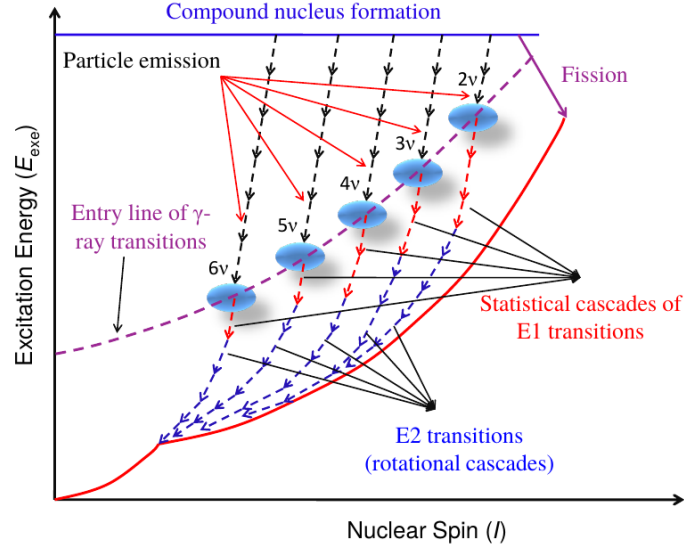 Compound nucleus formation
Particle emission
2ν
Fission
3ν
4ν
Entry line of γ-
ray transitions
5ν
6ν
Statistical cascades of
E1 transitions
E2 transitions
(rotational cascades)
Excitation Energy (Eexe)
Nuclear Spin (I)